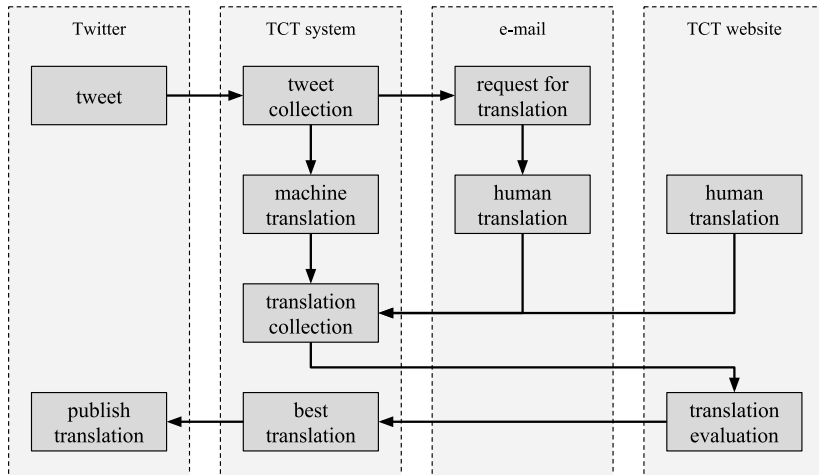 Twitter
TCT system
e-mail
TCT website
tweet
tweet
collection
request for
translation
machine
translation
human
translation
human
translation
translation
collection
publish
translation
best
translation
translation
evaluation